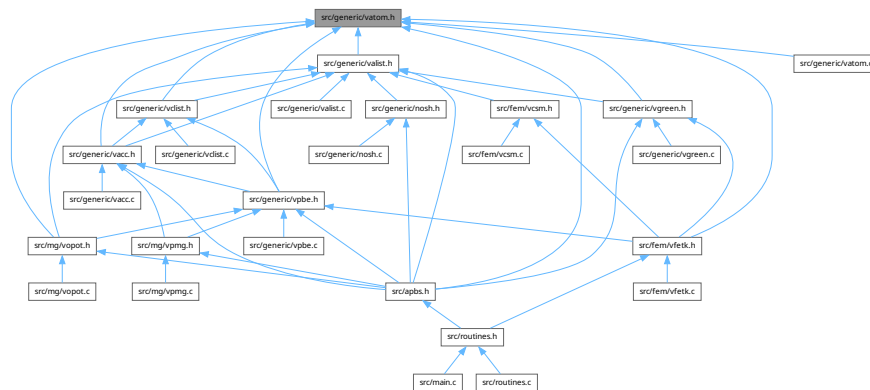 src/generic/vatom.h
src/generic/valist.h
src/generic/vatom.c
src/generic/vclist.h
src/generic/valist.c
src/generic/nosh.h
src/fem/vcsm.h
src/generic/vgreen.h
src/generic/vacc.h
src/generic/vclist.c
src/generic/nosh.c
src/fem/vcsm.c
src/generic/vgreen.c
src/generic/vacc.c
src/generic/vpbe.h
src/mg/vopot.h
src/mg/vpmg.h
src/generic/vpbe.c
src/fem/vfetk.h
src/mg/vopot.c
src/mg/vpmg.c
src/apbs.h
src/fem/vfetk.c
src/routines.h
src/main.c
src/routines.c